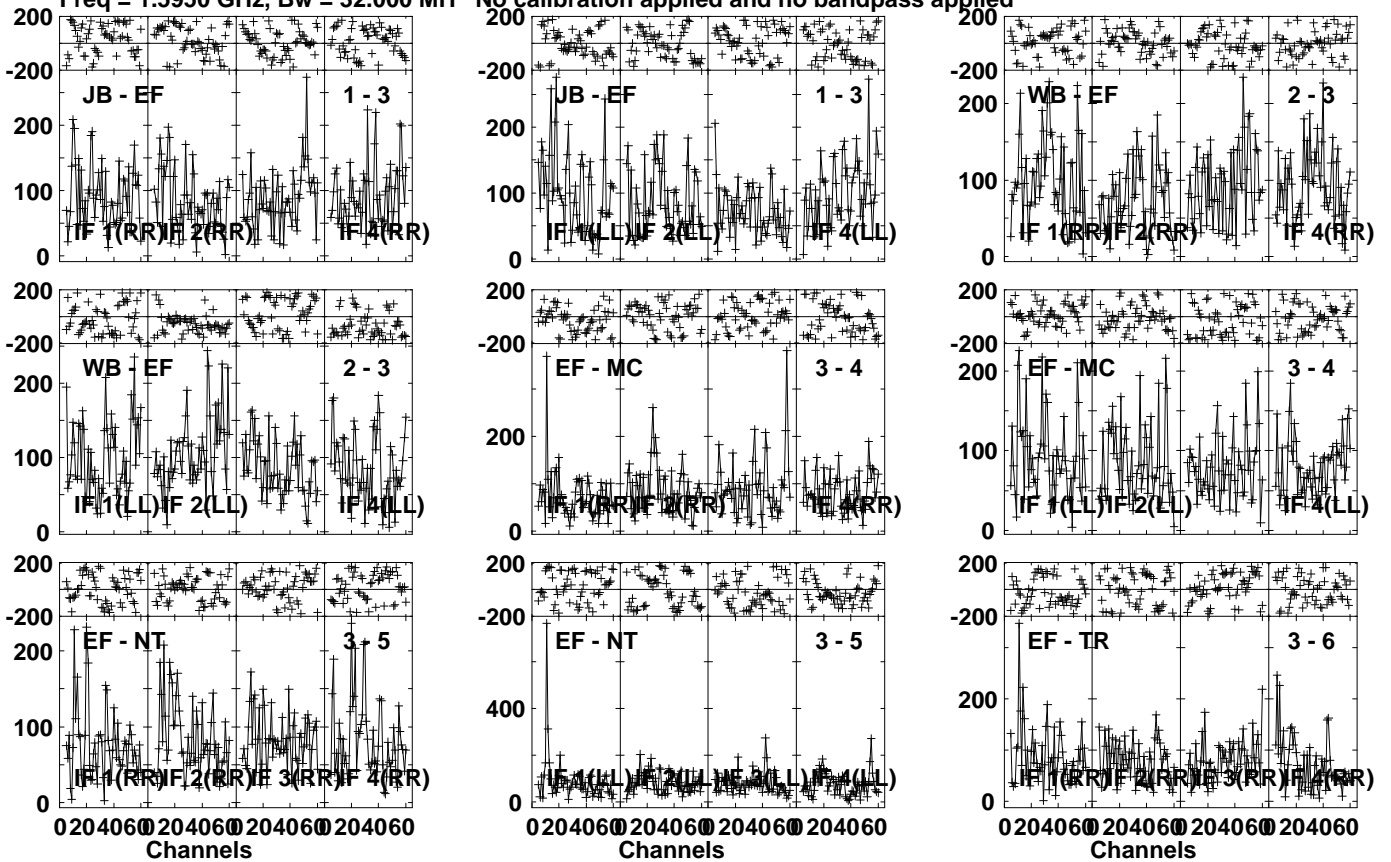 Freq = 1.5950 GHz, Bw = 32.000 MH No calibration applied and no bandpass applied
200
-200
JB - EF 1 - 3
200
100
0
IF 1(RR) IF 2(RR) IF 4(RR)
200
-200
JB - EF 1 - 3
200
100
0
IF 1(LL) IF 2(LL) IF 4(LL)
200
-200
WB - EF 2 - 3
200
100
0
IF 1(RR) IF 2(RR) IF 4(RR)
200
-200
WB - EF 2 - 3
200
100
0
IF 1(LL) IF 2(LL) IF 4(LL)
200
-200
EF - MC 3 - 4
200
0
IF 1(RR) IF 2(RR) IF 4(RR)
200
-200
EF - MC 3 - 4
200
100
0
IF 1(LL) IF 2(LL) IF 4(LL)
200
-200
EF - NT 3 - 5
200
100
0
IF 1(RR) IF 2(RR) IF 3(RR) IF 4(RR)
0 20 40 60 0 20 40 60 0 20 40 60 0 20 40 60
Channels
200
-200
EF - NT 3 - 5
400
200
0
IF 1(LL) IF 2(LL) IF 3(LL) IF 4(LL)
0 20 40 60 0 20 40 60 0 20 40 60 0 20 40 60
Channels
200
-200
EF - TR 3 - 6
200
0
IF 1(RR) IF 2(RR) IF 3(RR) IF 4(RR)
0 20 40 60 0 20 40 60 0 20 40 60 0 20 40 60
Channels